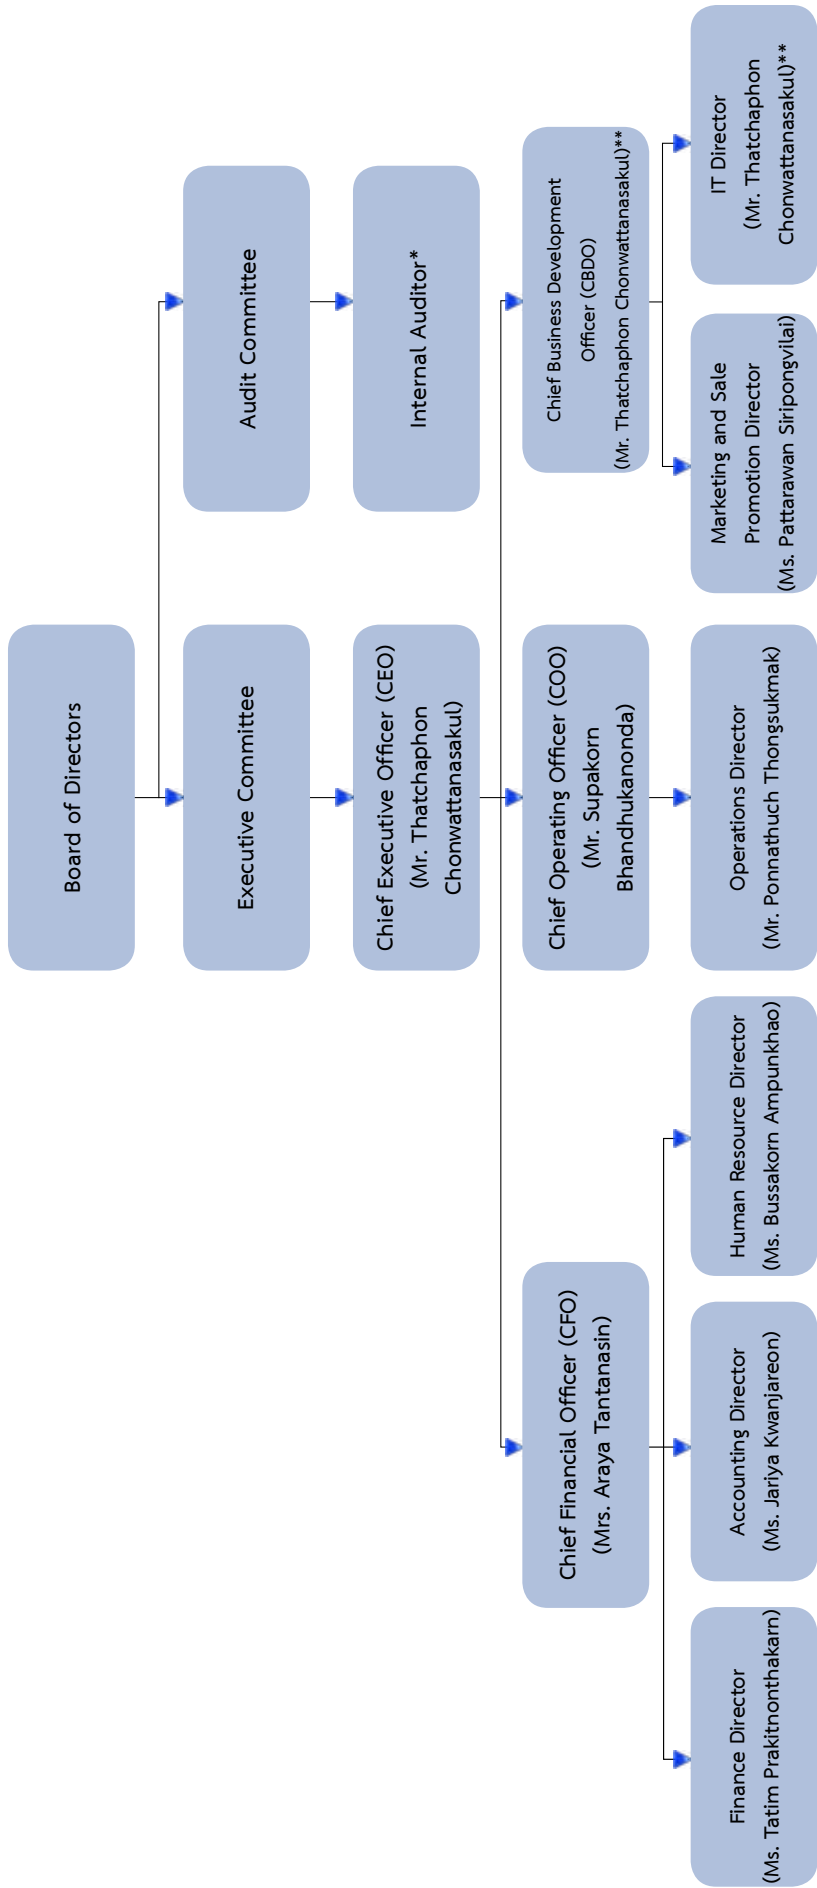 Board of Directors
Executive Committee
Audit Committee
Chief Executive Officer (CEO)
(Mr. Thatchaphon
Chonwattanasakul)
Internal Auditor*
Chief Financial Officer (CFO)
(Mrs. Araya Tantanasin)
Chief Operating Officer (COO)
(Mr. Supakorn
Bhandhukanonda)
Chief Business Development
Officer (CBDO)
(Mr. Thatchaphon Chonwattanasakul)**
Finance Director
(Ms. Tatim Prakitnonthakarn)
Accounting Director
(Ms. Jariya Kwanjareon)
Human Resource Director
(Ms. Bussakorn Ampunkhao)
Operations Director
(Mr. Ponnathuch Thongsukmak)
Marketing and Sale
Promotion Director
(Ms. Pattarawan Siripongvilai)
IT Director
(Mr. Thatchaphon
Chonwattanasakul)**